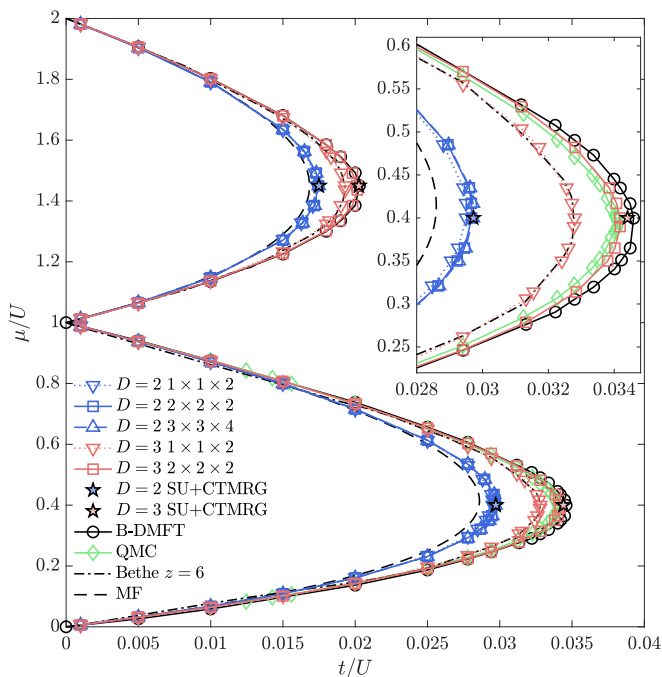 2
1.8
1.6
1.4
1.2
1
0.8
0.6
0.4
0.2
0
μ/U
0
0.005
0.01
0.015
0.02
0.025
0.03
0.035
0.04
t/U
D = 2 1 × 1 × 2
D = 2 2 × 2 × 2
D = 2 3 × 3 × 4
D = 3 1 × 1 × 2
D = 3 2 × 2 × 2
D = 2 SU+CTMRG
D = 3 SU+CTMRG
B-DMFT
QMC
Bethe z = 6
MF
0.6
0.55
0.5
0.45
0.4
0.35
0.3
0.25
0.028
0.03
0.032
0.034